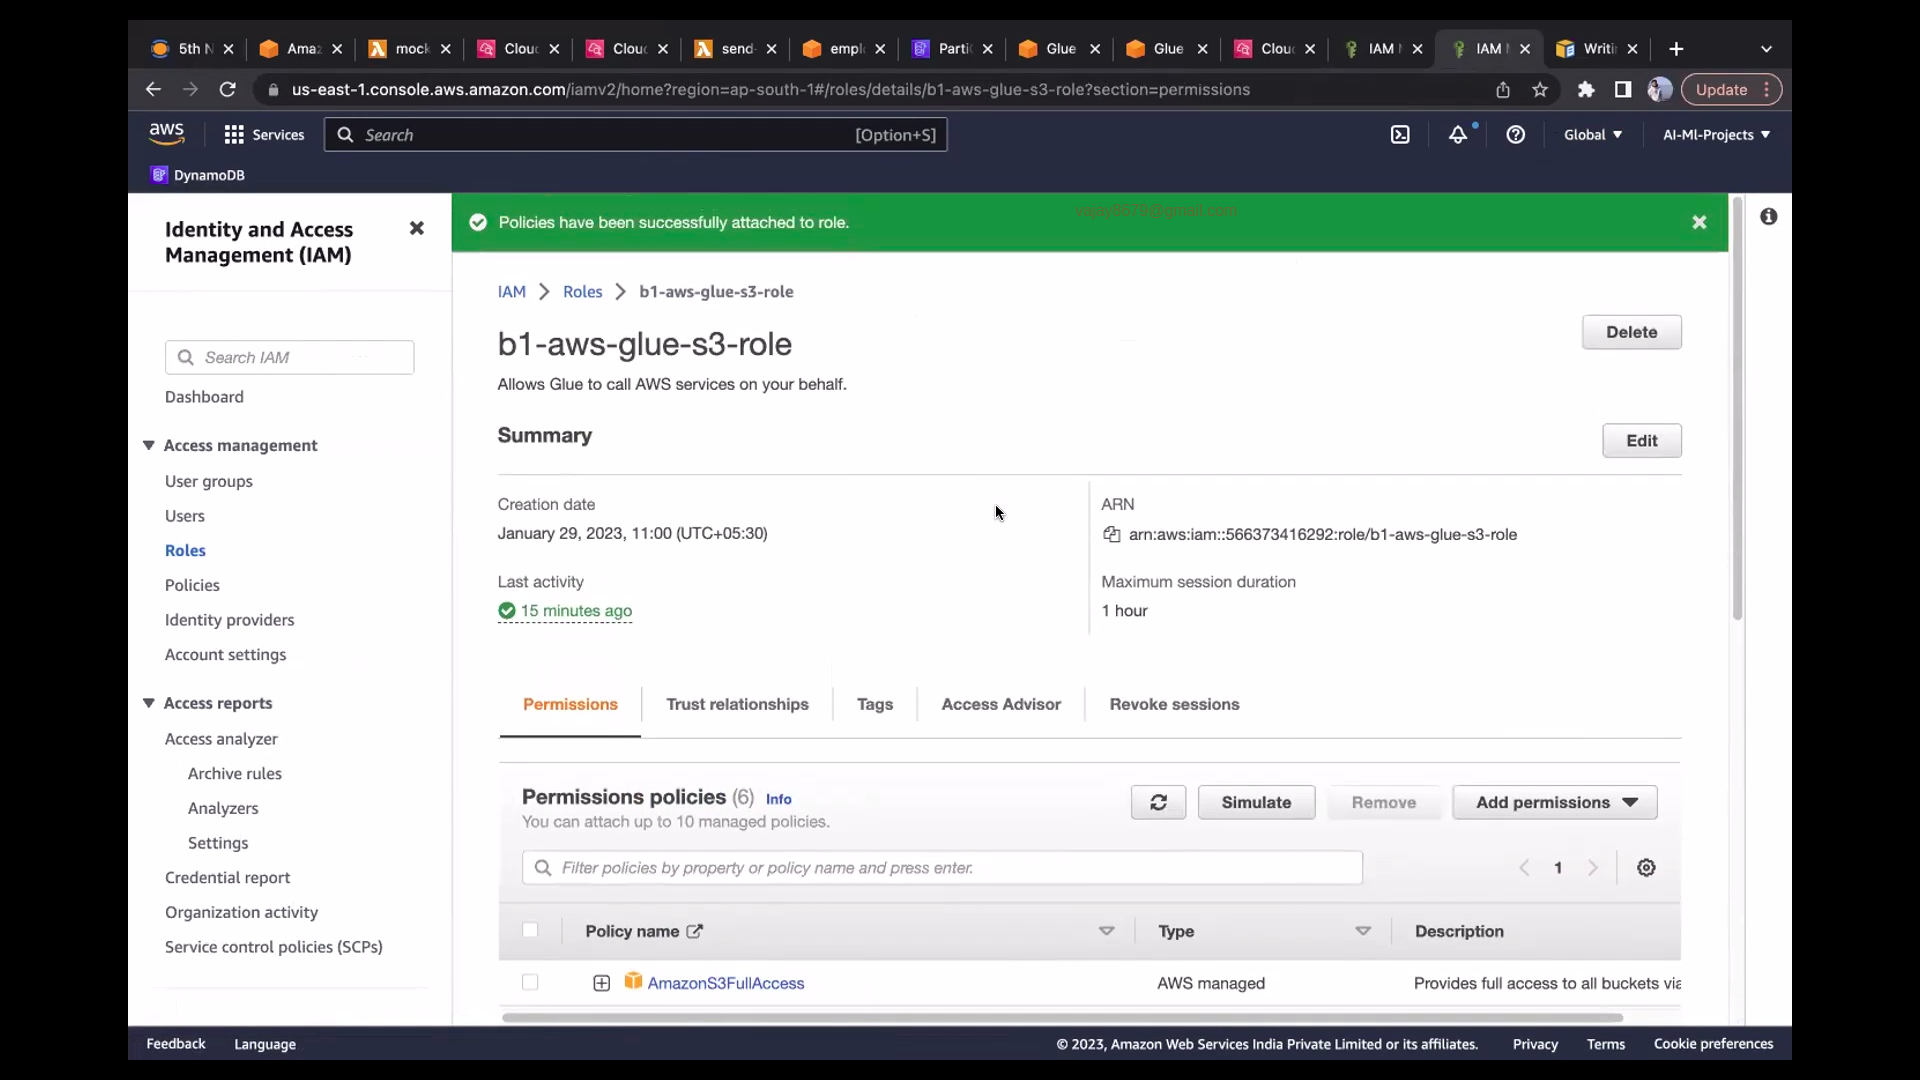 5th N
Ama
mock
Clou
Clou
send-
empl
Parti
Glue
Glue
Clou
IAM
IAM
Writi
us-east-1.console.aws.amazon.com/iamv2/home?region=ap-south-1#/roles/details/b1-aws-glue-s3-role?section=permissions
Update
aws
Services
Search
[Option+S]
Global
AI-Ml-Projects
DynamoDB
Identity and Access
Management (IAM)
Search IAM
Dashboard
Access management
User groups
Users
Roles
Policies
Identity providers
Account settings
Access reports
Access analyzer
Archive rules
Analyzers
Settings
Credential report
Organization activity
Service control policies (SCPs)
Policies have been successfully attached to role.
IAM > Roles > b1-aws-glue-s3-role
b1-aws-glue-s3-role
Delete
Allows Glue to call AWS services on your behalf.
Summary
Edit
Creation date
January 29, 2023, 11:00 (UTC+05:30)
ARN
arn:aws:iam::566373416292:role/b1-aws-glue-s3-role
Last activity
15 minutes ago
Maximum session duration
1 hour
Permissions
Trust relationships
Tags
Access Advisor
Revoke sessions
Permissions policies (6) Info
You can attach up to 10 managed policies.
Simulate
Remove
Add permissions
Filter policies by property or policy name and press enter.
1
Policy name
Type
Description
AmazonS3FullAccess
AWS managed
Provides full access to all buckets via
Feedback
Language
© 2023, Amazon Web Services India Private Limited or its affiliates.
Privacy
Terms
Cookie preferences